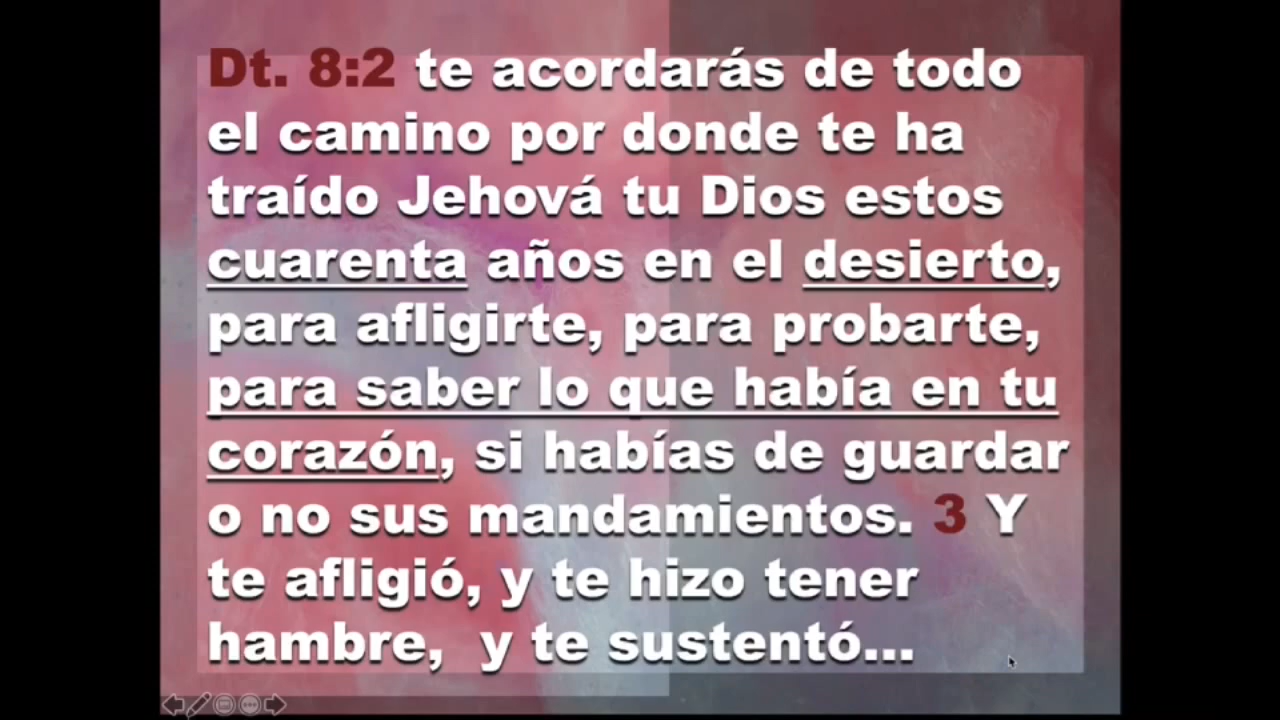 Dt. 8:2 te acordarás de todo
el camino por donde te ha
traído Jehová tu Dios estos
cuarenta años en el desierto,
para afligirte, para probarte,
para saber lo que había en tu
corazón, si habías de guardar
o no sus mandamientos. 3 Y
te afligió, y te hizo tener
hambre,  y te sustentó...